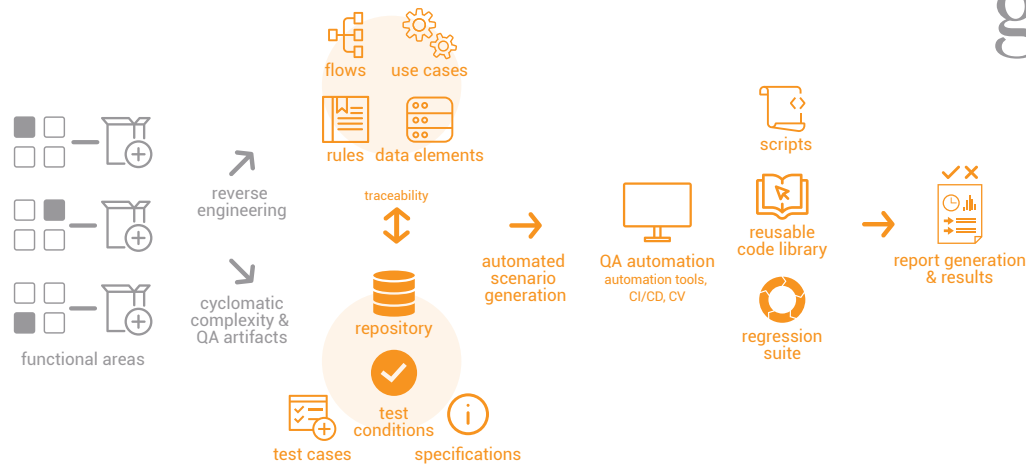 g
flows
use cases
rules
data elements
scripts
reverse
engineering
traceability
reusable
code library
automated
scenario
generation
QA automation
automation tools,
CI/CD, CV
report generation
& results
cyclomatic
complexity &
QA artifacts
repository
regression
suite
functional areas
test
conditions
test cases
specifications